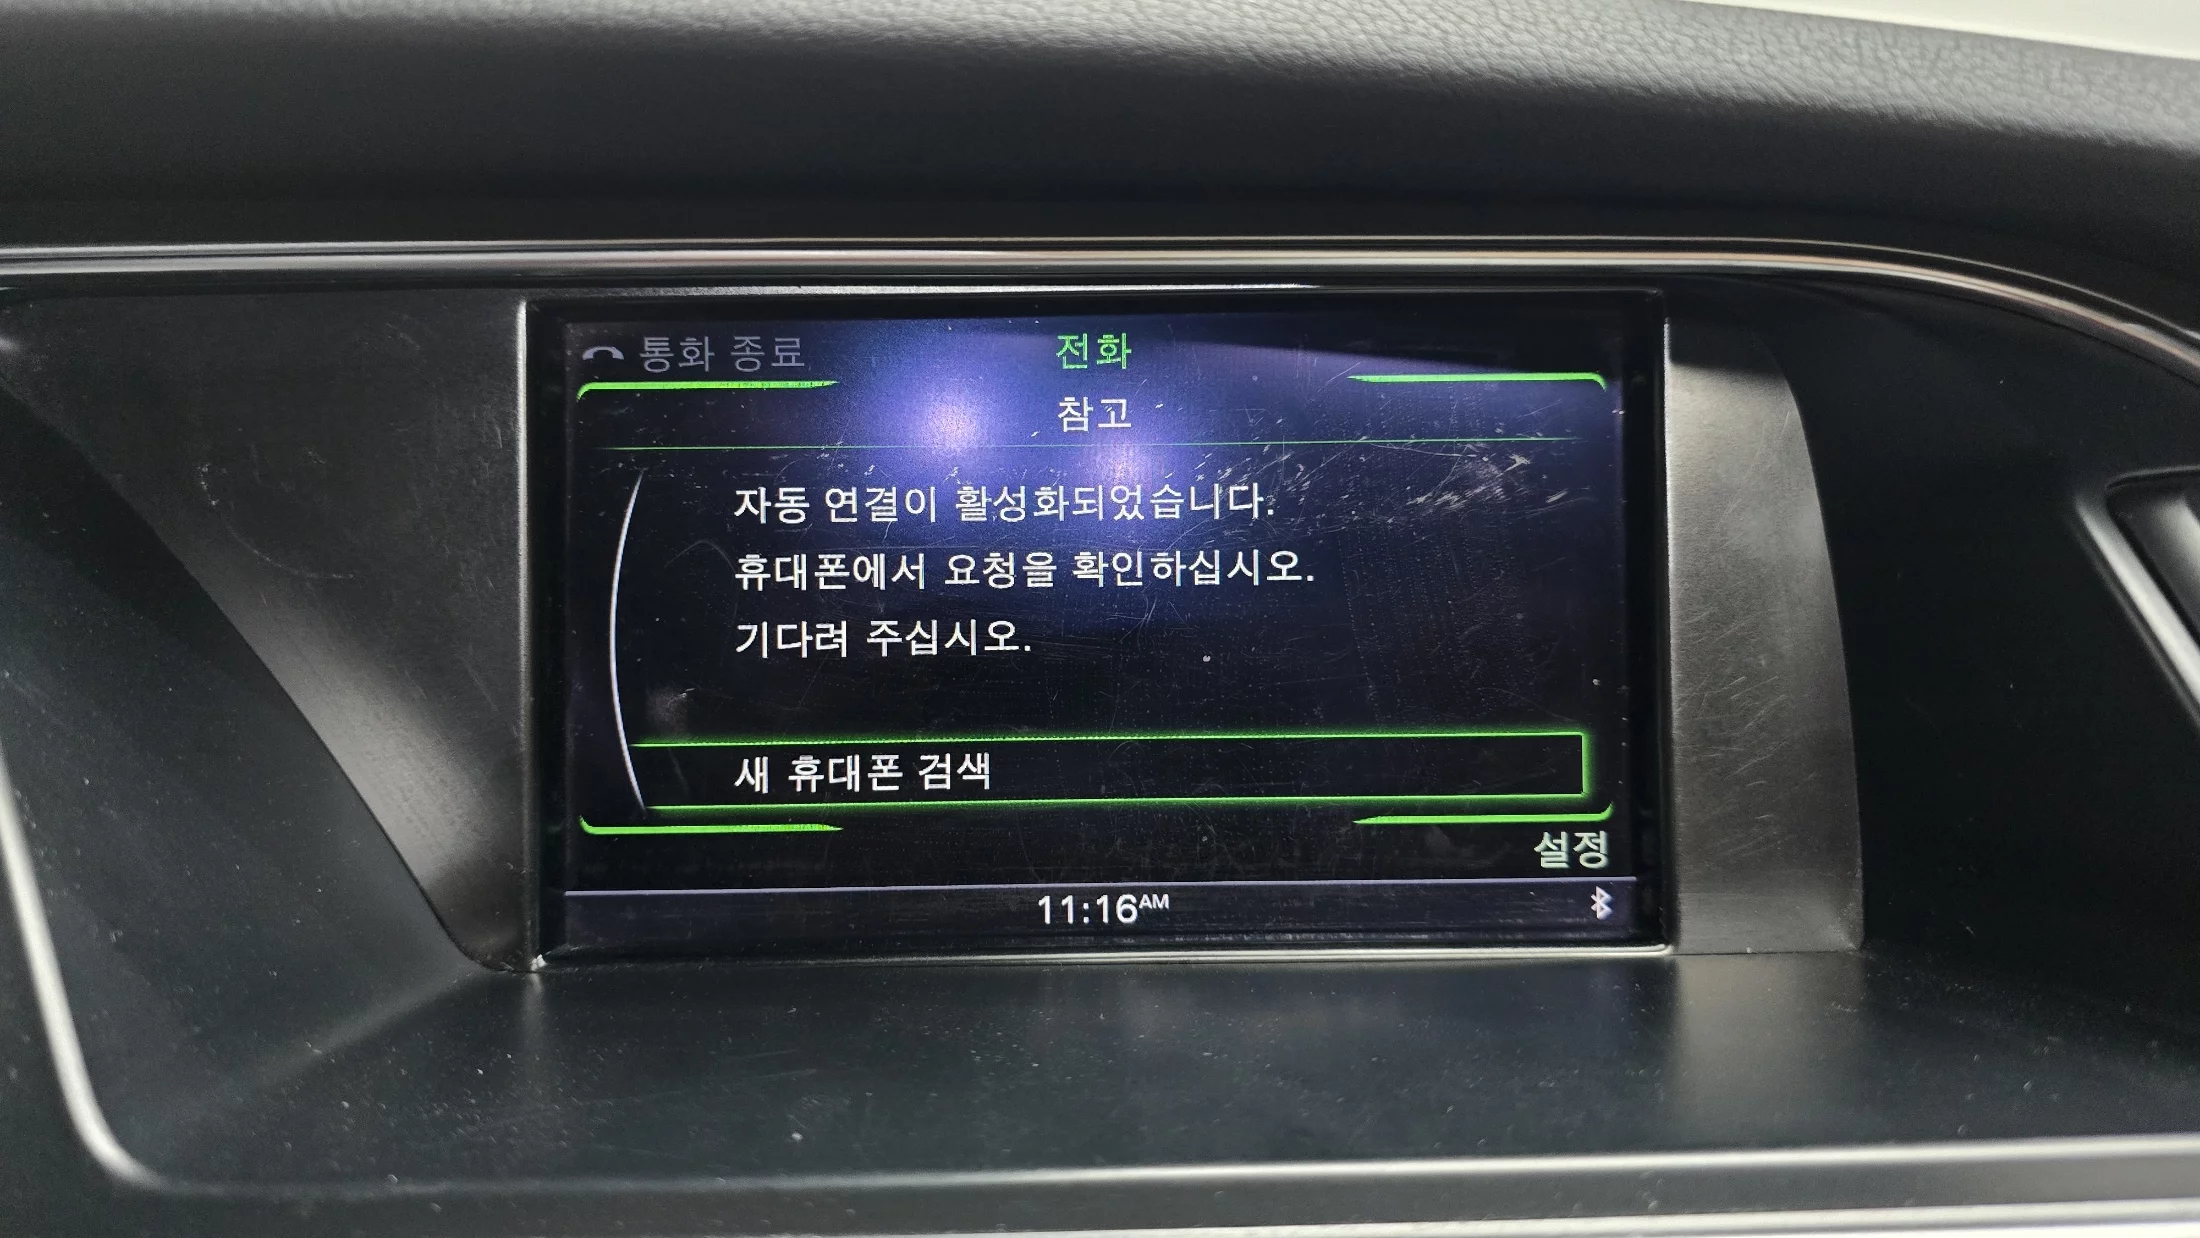 통화 종료
전화
참고
자동 연결이 활성화되었습니다.
휴대폰에서 요청을 확인하십시오.
기다려 주십시오.
새 휴대폰 검색
설정
11:16AM